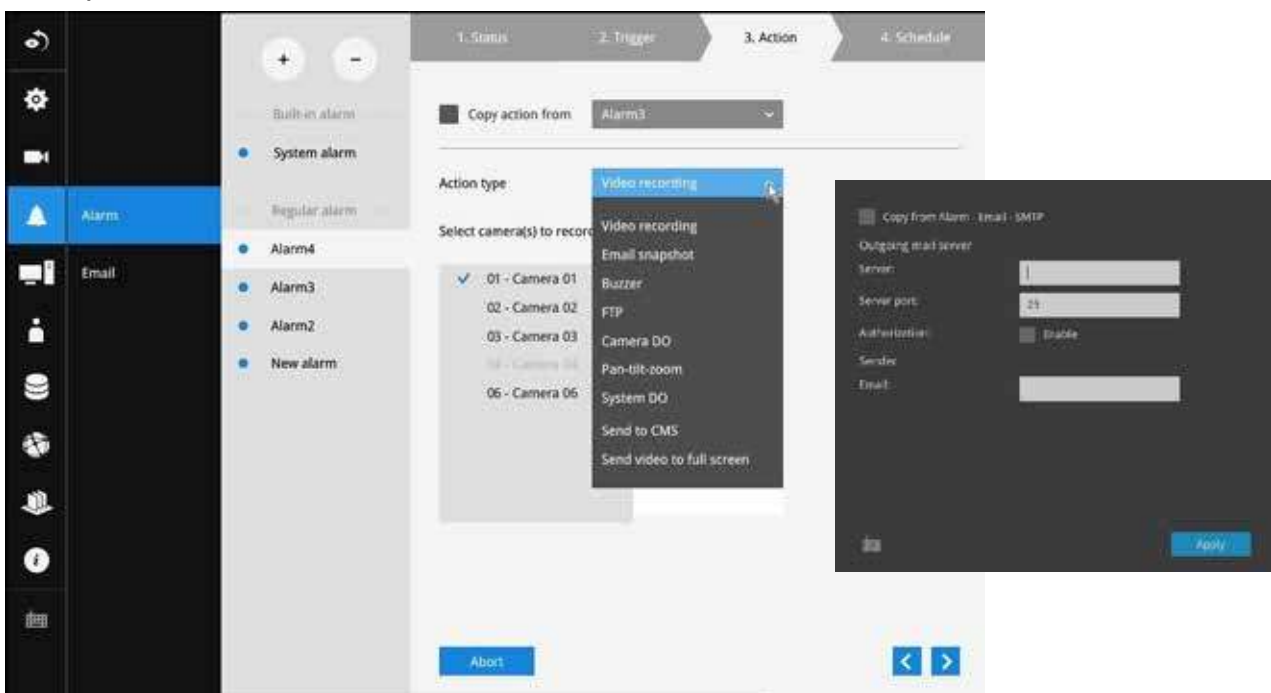 1. Status
2. Trigger
3. Action
4. Schedule
+
-
Built-in alarm
System alarm
Regular alarm
Alarm4
Alarm3
Alarm2
New alarm
Alarm
Email
Copy action from
Alarm3
Action type
Video recording
Select camera(s) to record
01 - Camera 01
02 - Camera 02
03 - Camera 03
04 - Camera 04
06 - Camera 06
Video recording
Email snapshot
Buzzer
FTP
Camera DO
Pan-tilt-zoom
System DO
Send to CMS
Send video to full screen
Abort
< >
Copy from Alarm - Email - SMTP
Outgoing mail server
Server:
Server port:
25
Authorization:
Enable
Sender
Email:
Apply